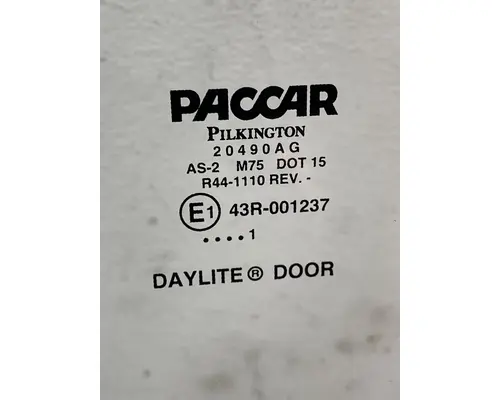 PACCAR
PILKINGTON
20490AG
AS-2 M75 DOT 15
R44-1110 REV. -
E1 43R-001237
....1
DAYLITE® DOOR